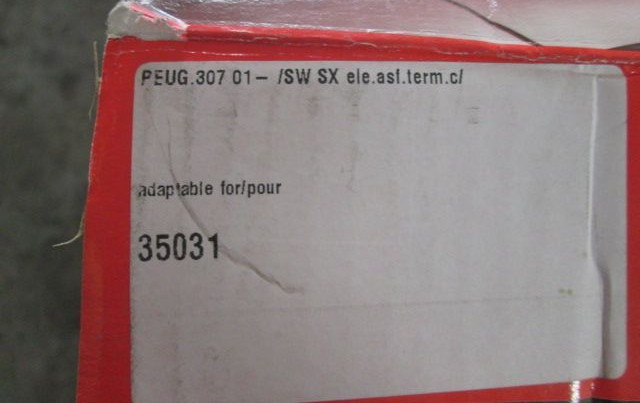 PEUG.307 01- /SW SX ele.asf.term.c/
adaptable for/pour
35031